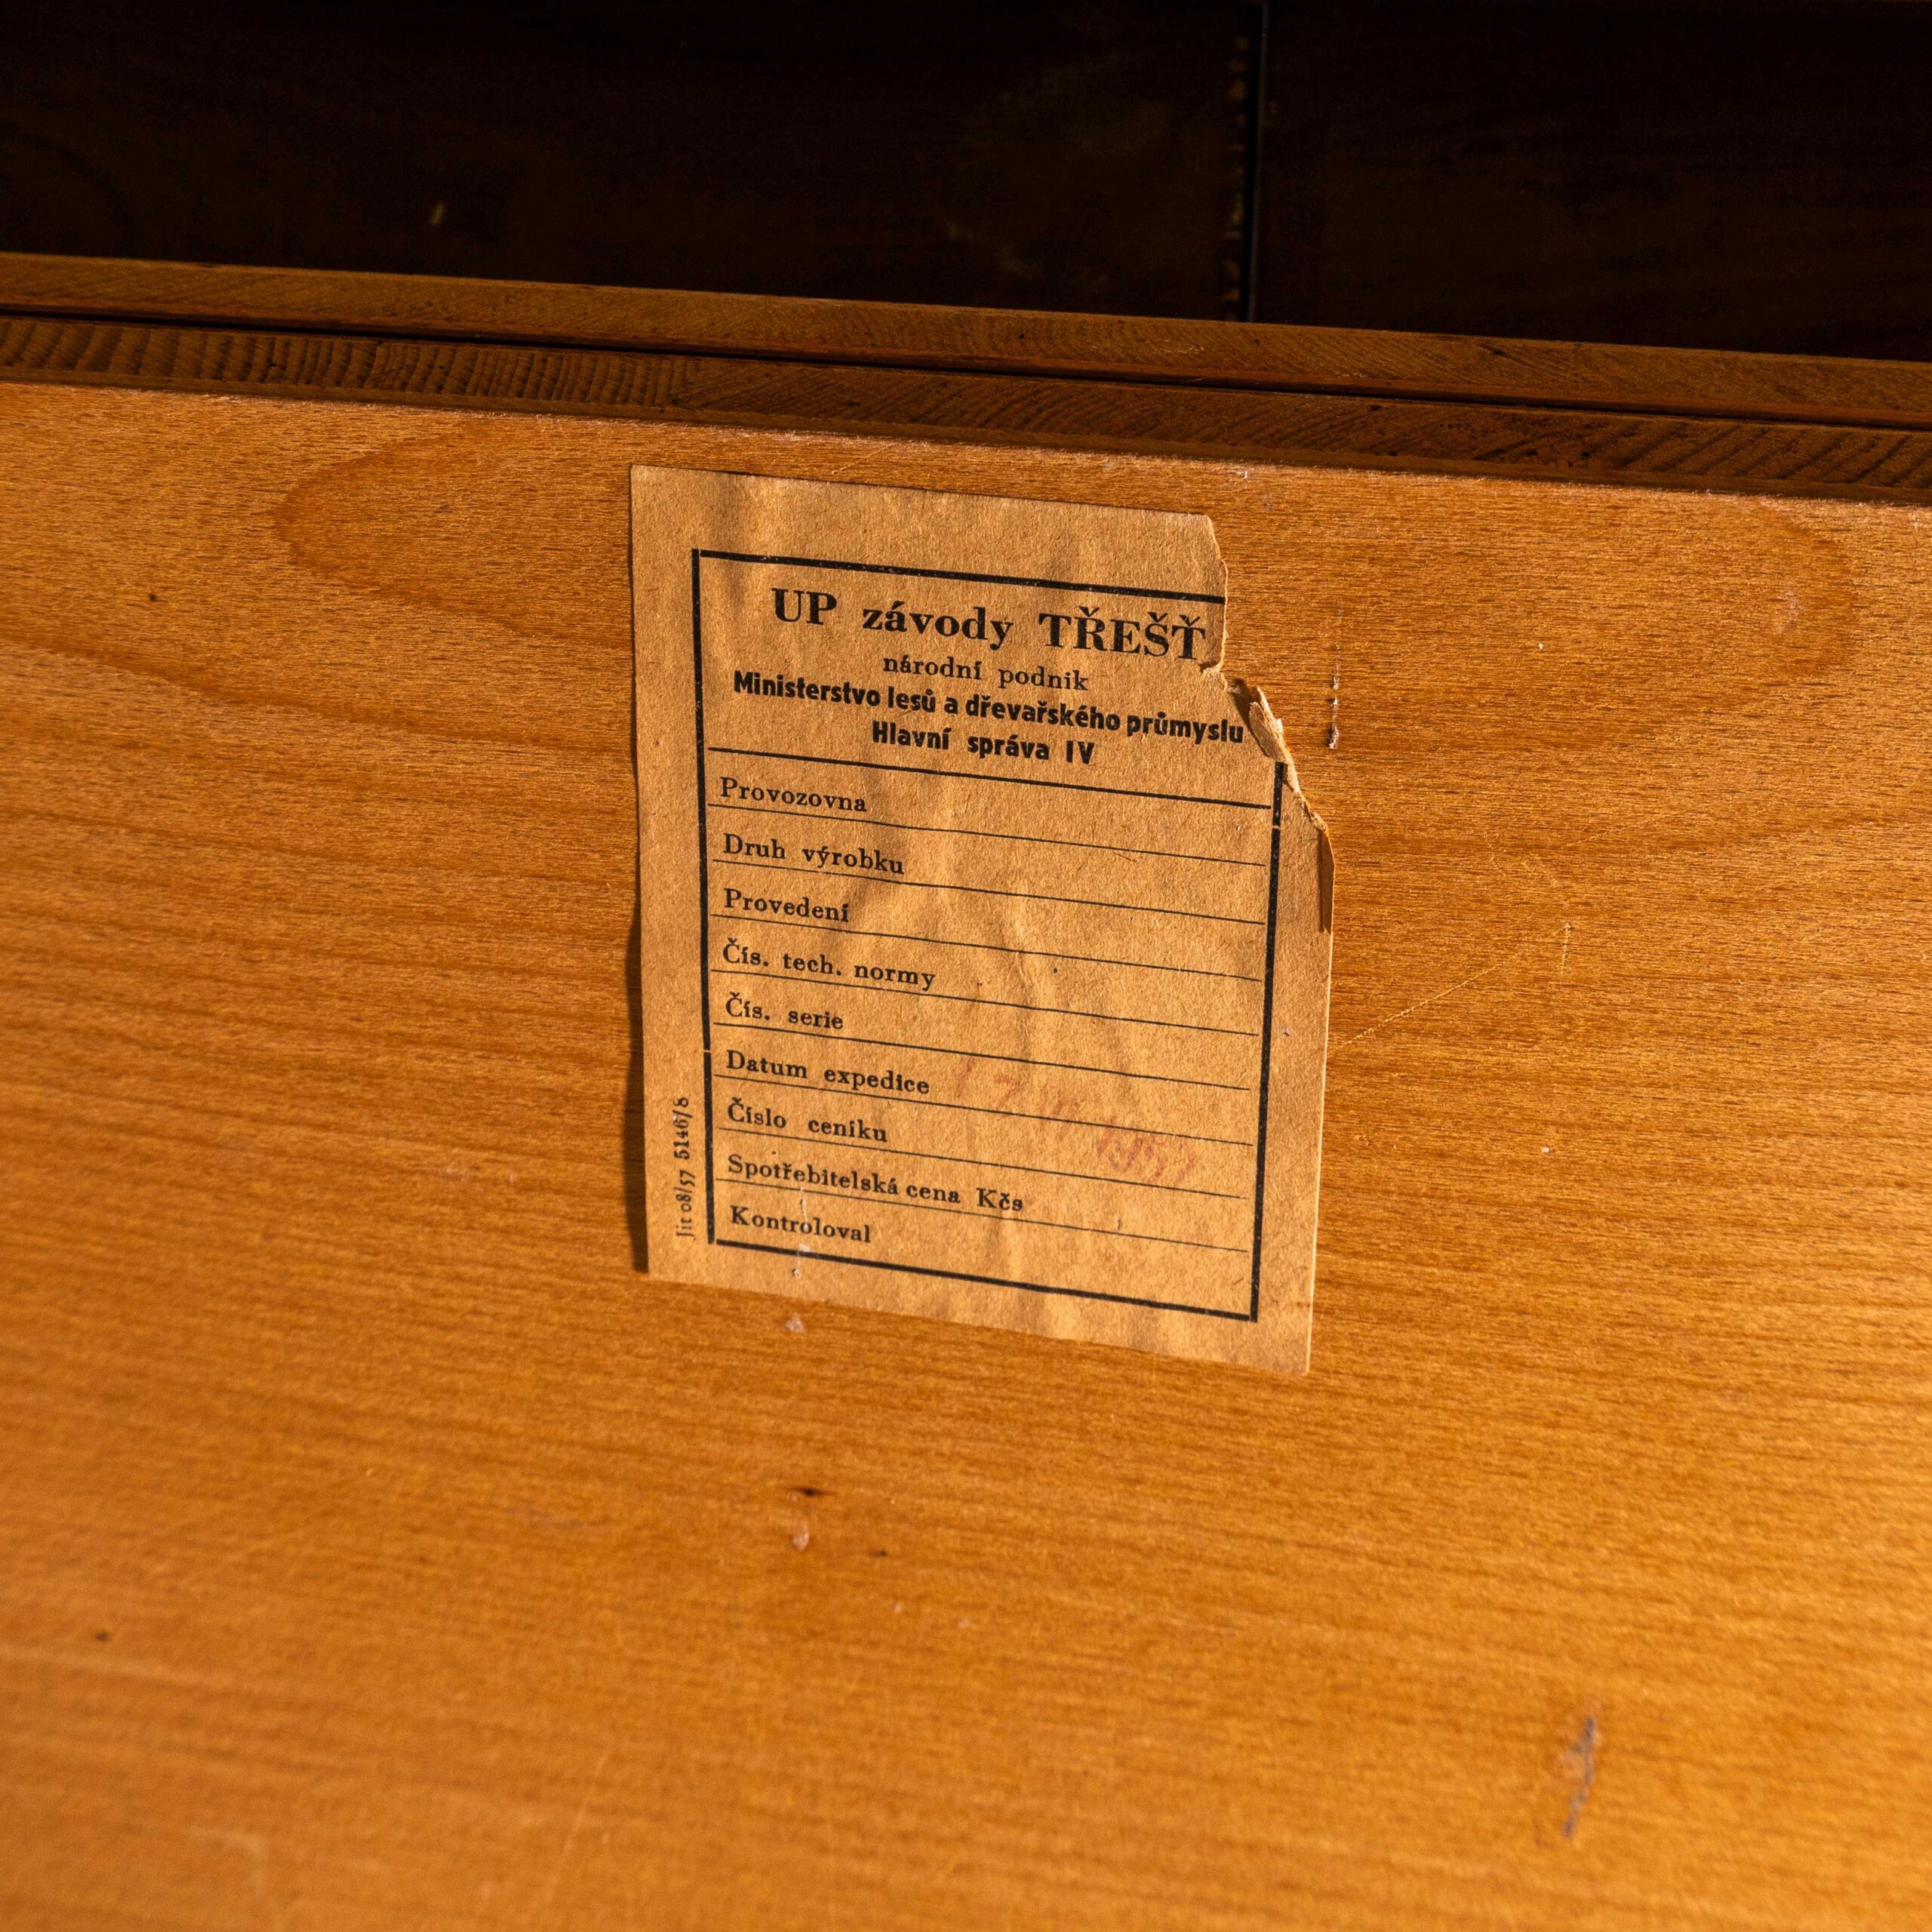 UP závody TŘEŠŤ
národní podnik
Ministerstvo lesů a dřevařského průmyslu
Hlavní správa IV
Provozovna
Druh výrobku
Provedení
Čís. tech. normy
Čís. serie
Datum expedice
Číslo ceníku
Spotřebitelská cena Kčs
Kontroloval
Jit 08/57 5146/8